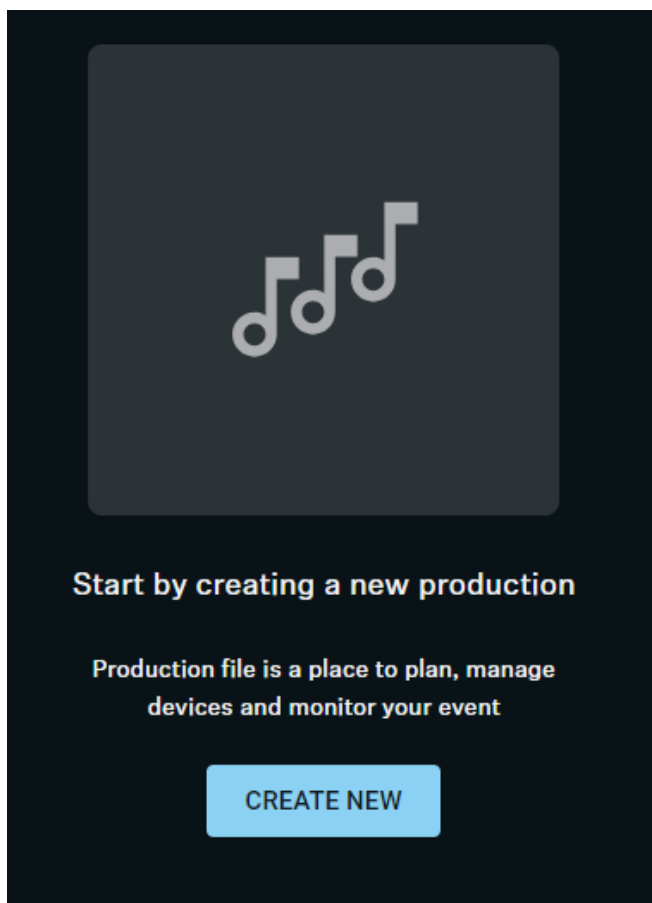 Start by creating a new production
Production file is a place to plan, manage
devices and monitor your event
CREATE NEW